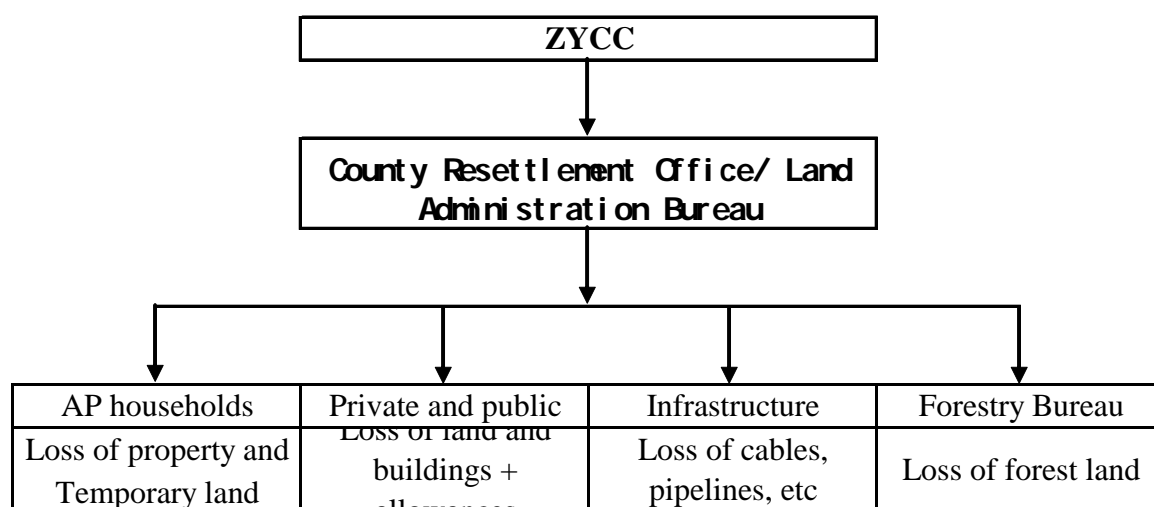 ZYCC
County Resettlement Office/ Land
Administration Bureau
AP households
Private and public
Infrastructure
Forestry Bureau
Loss of property and
Temporary land
Loss of land and
buildings +
allowances
Loss of cables,
pipelines, etc
Loss of forest land